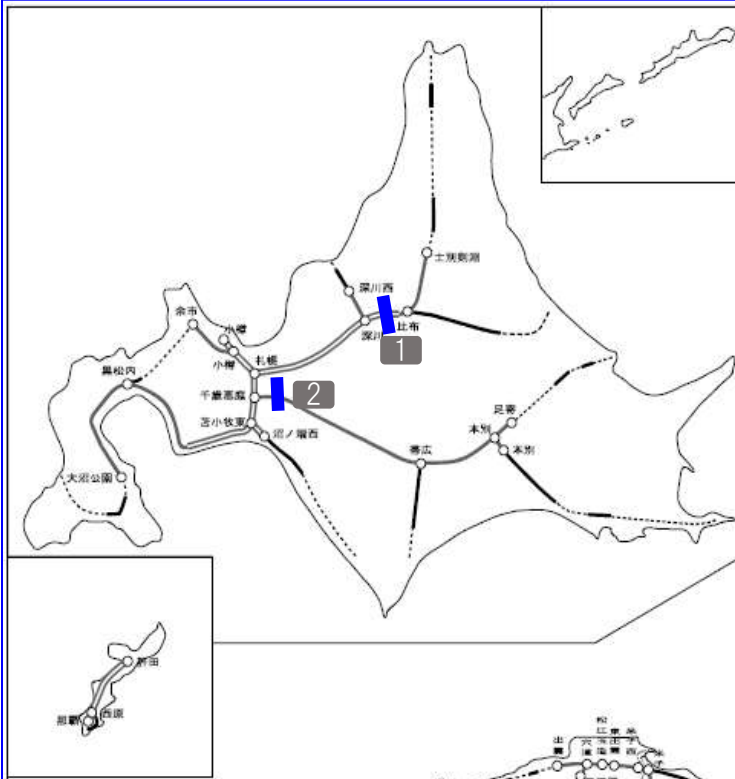 士別剣淵
深川西
余市
小樽
深川
比布
1
小樽
札幌
黒松内
千歳恵庭
2
足寄
苫小牧東
沼ノ端西
本別
本別
帯広
大沼公園
許田
西原
那覇